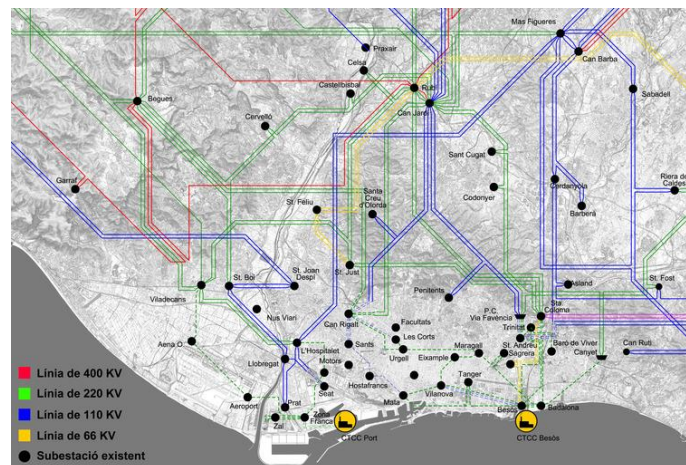 Mas Figueres
Praxair
Celsa
Can Barba
Castellbisbal
Rubí
Sabadell
Begues
Can Jardí
Cervelló
Sant Cugat
Garraf
Santa
Creu
d'Olorda
Codonyer
Cerdanyola
Riera de
Caldes
St. Feliu
Barberà
St. Just
St. Boi
St. Joan
Despí
Viladecans
Penitents
Asland
St. Fost
Nus Viari
Can Rigalt
Facultats
P.C.
Via Favència
Sta
Coloma
Trinitat
Aena O
L'Hospitalet
Sants
Les Corts
Urgell
Eixample
Maragall
St. Andreu
Sagrera
Baró de Viver
Canyet
Can Ruti
Llobregat
Motors
Hostafrancs
Tanger
Seat
Vilanova
Aeroport
Prat
Mata
Besòs
Badalona
Zal
Zona
Franca
CTCC Port
CTCC Besòs
Línia de 400 KV
Línia de 220 KV
Línia de 110 KV
Línia de 66 KV
Subestació existent